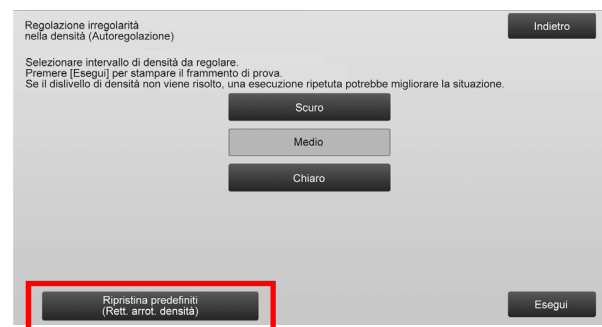 Regolazione irregolarità
nella densità (Autoregolazione)
Indietro
Selezionare intervallo di densità da regolare.
Premere [Esegui] per stampare il frammento di prova.
Se il dislivello di densità non viene risolto, una esecuzione ripetuta potrebbe migliorare la situazione.
Scuro
Medio
Chiaro
Ripristina predefiniti
(Rett. arrot. densità)
Esegui